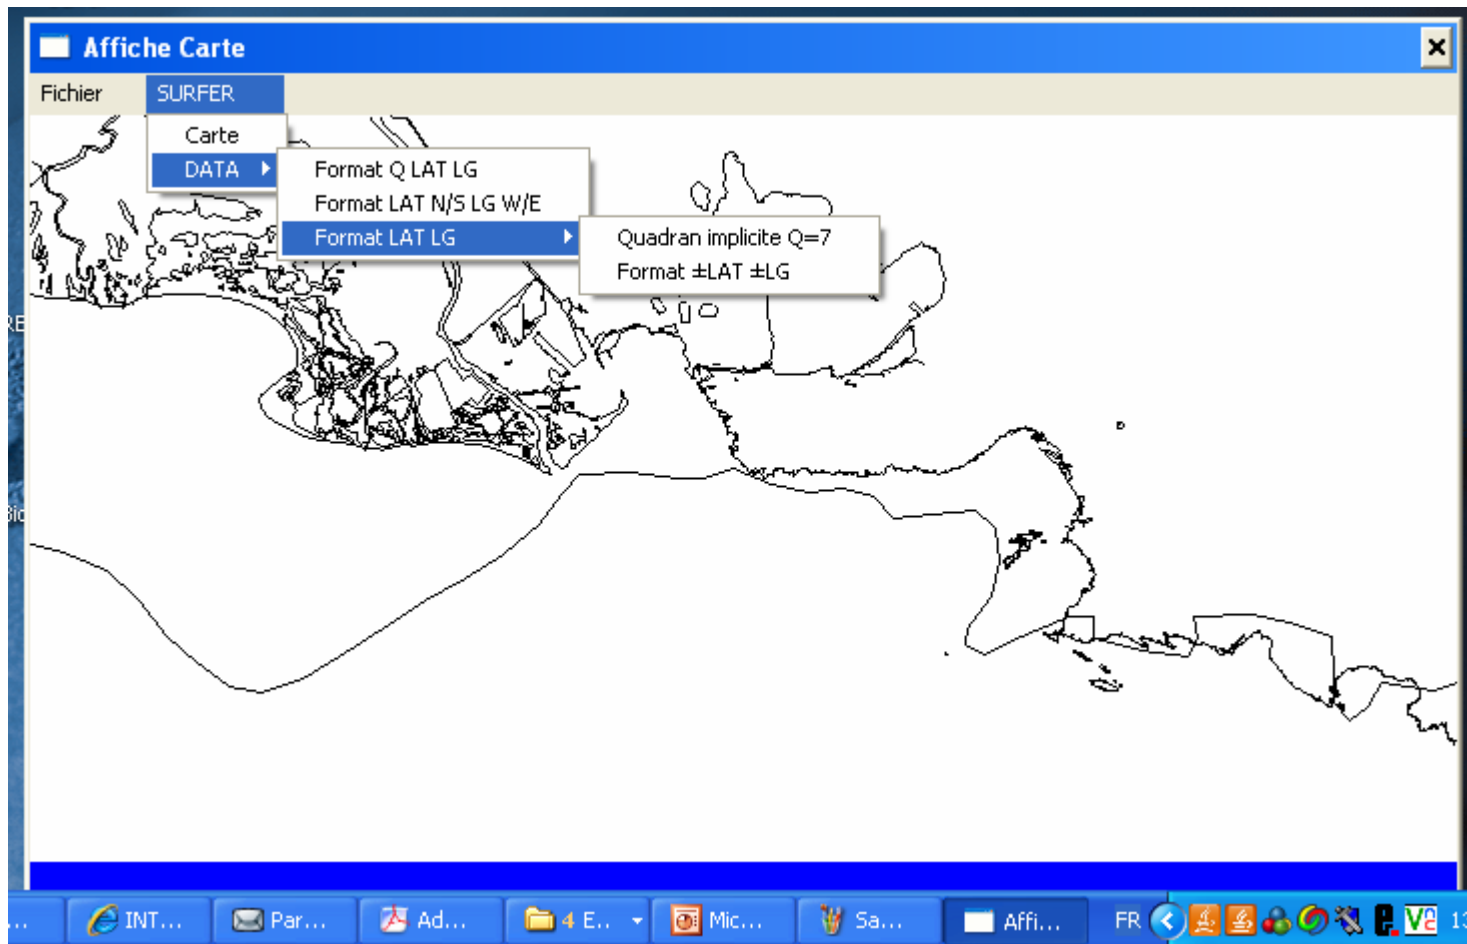 Affiche Carte
Fichier SURFER
Carte
DATA
Format Q LAT LG
Format LAT N/S LG W/E
Format LAT LG
Quadran implicite Q=7
Format ±LAT ±LG
... INT... Par... Ad... 4 E.. Mic... Sa... Affi... FR